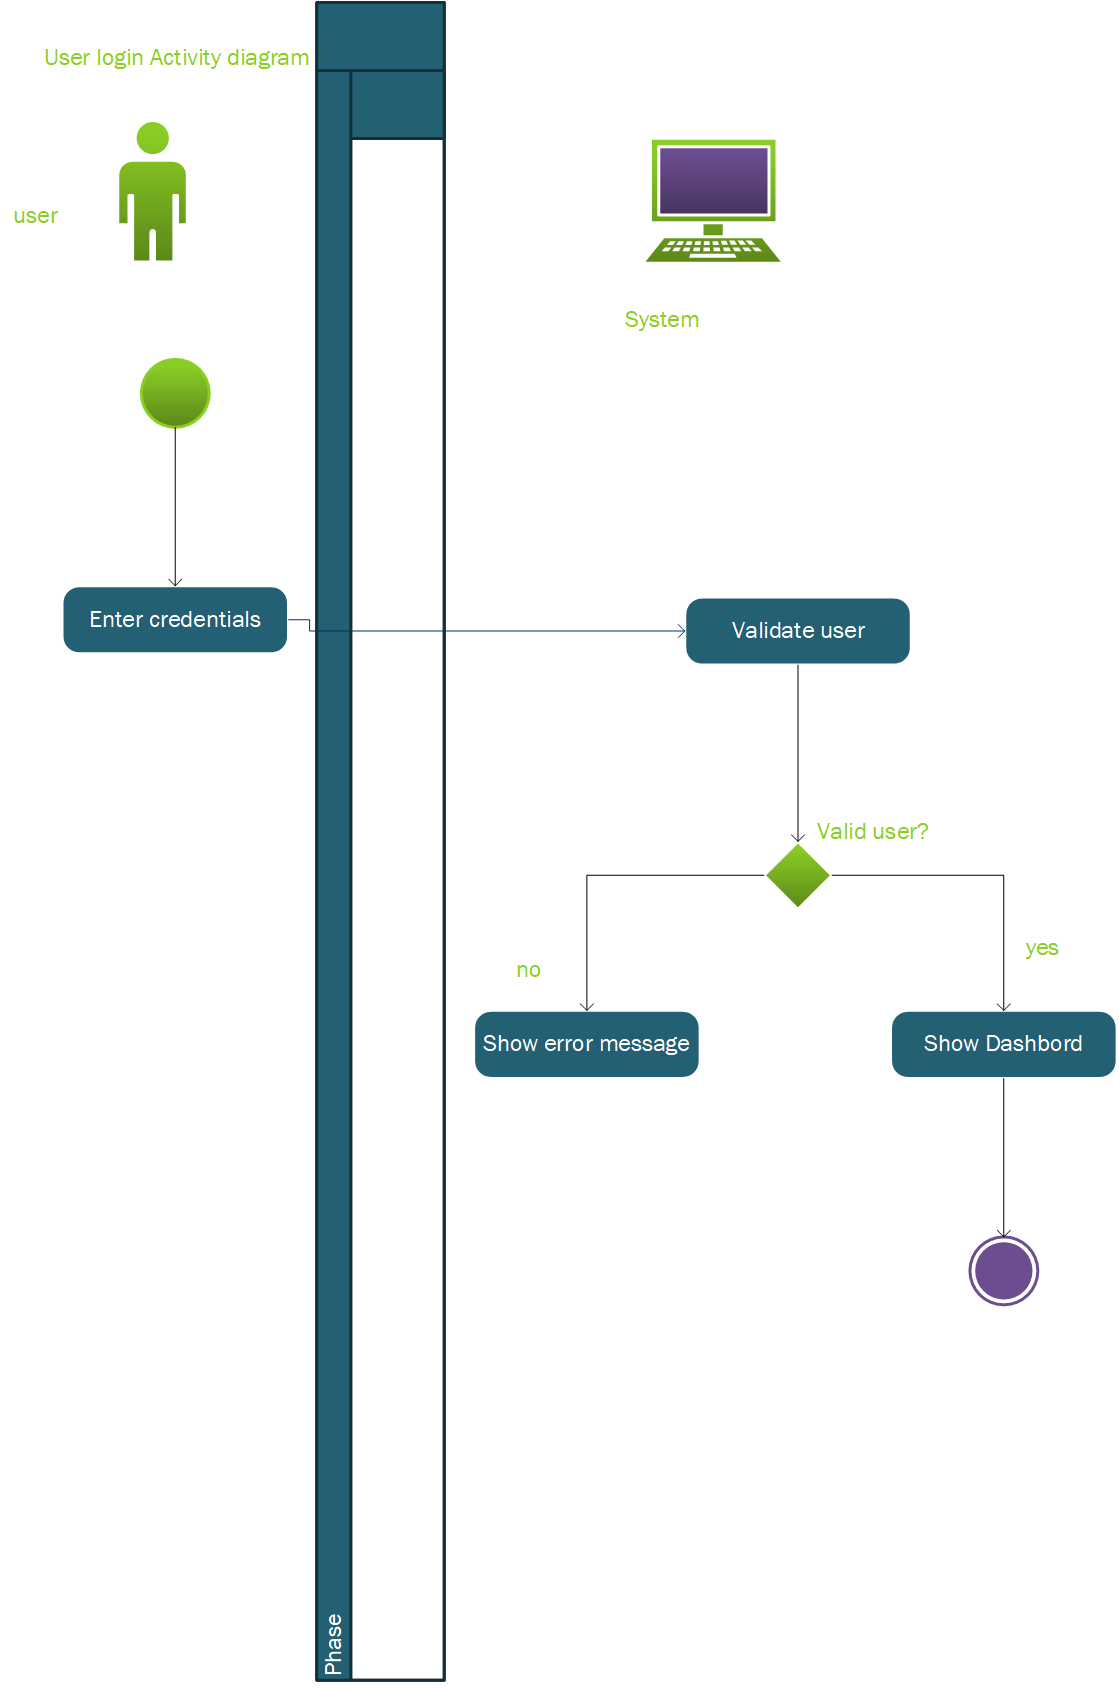 User login Activity diagram
user
System
Enter credentials
Validate user
Valid user?
no
yes
Show error message
Show Dashbord
Phase